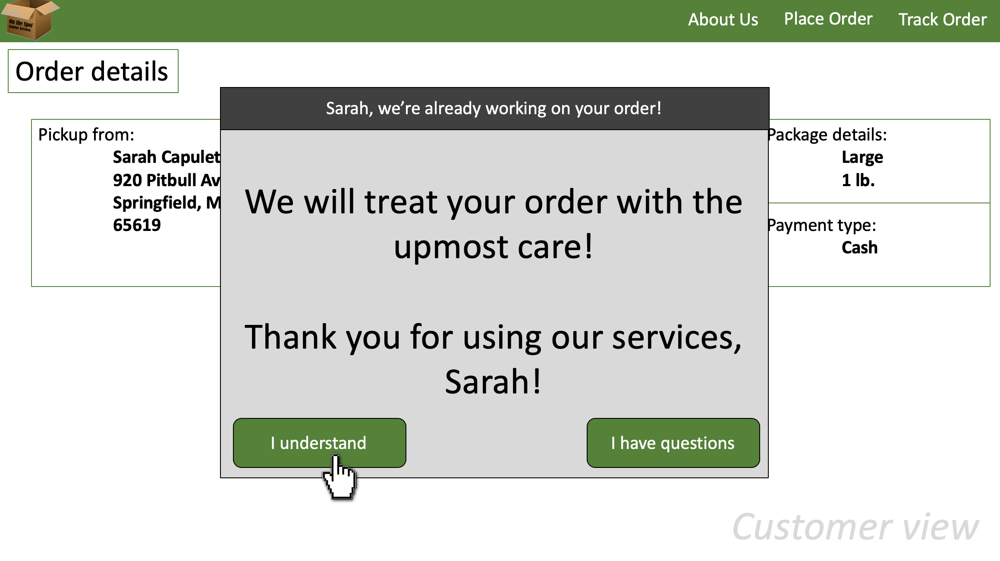 On the Spot
Courier Services
About Us
Place Order
Track Order
Order details
Sarah, we’re already working on your order!
Pickup from:
Sarah Capulet
920 Pitbull Av
Springfield, M
65619
Package details:
Large
1 lb.
Payment type:
Cash
We will treat your order with the
upmost care!
Thank you for using our services,
Sarah!
I understand
I have questions
Customer view